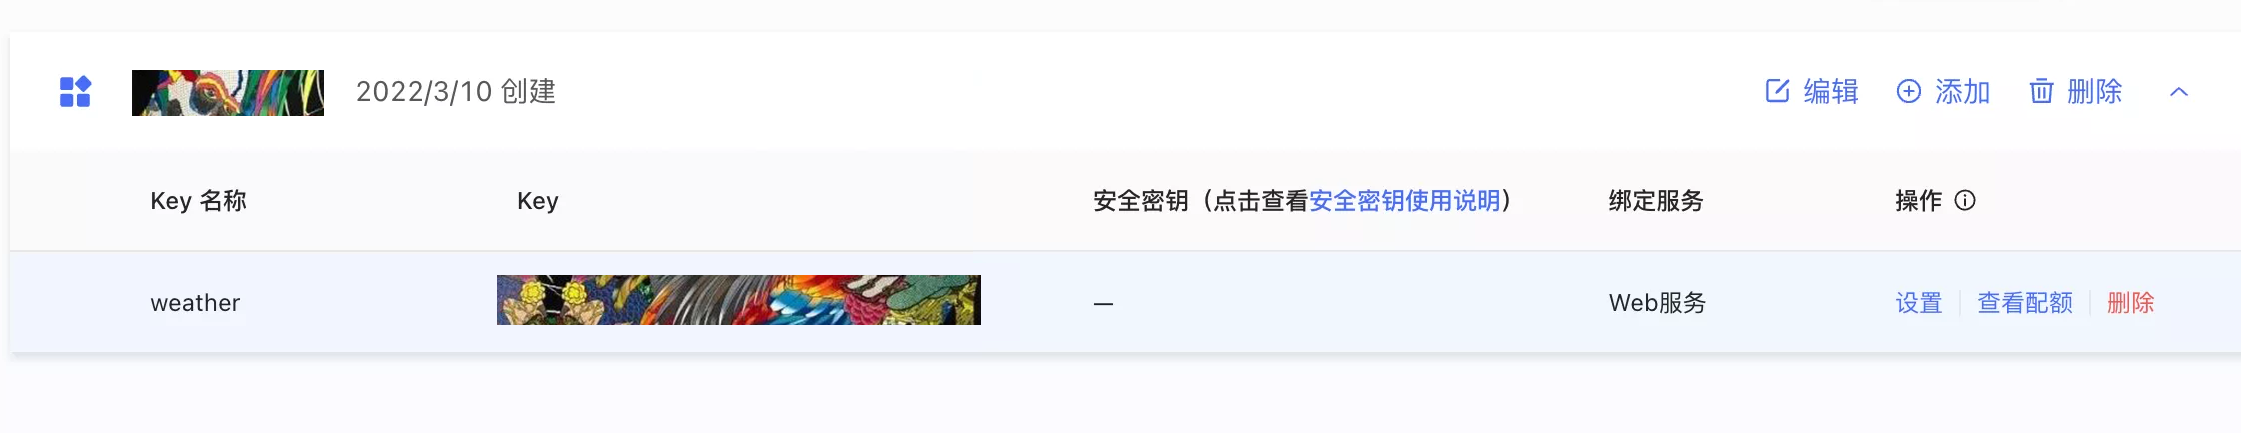 2022/3/10 创建 编辑 添加 删除
Key 名称 Key 安全密钥（点击查看安全密钥使用说明） 绑定服务 操作
weather — Web服务 设置 查看配额 删除